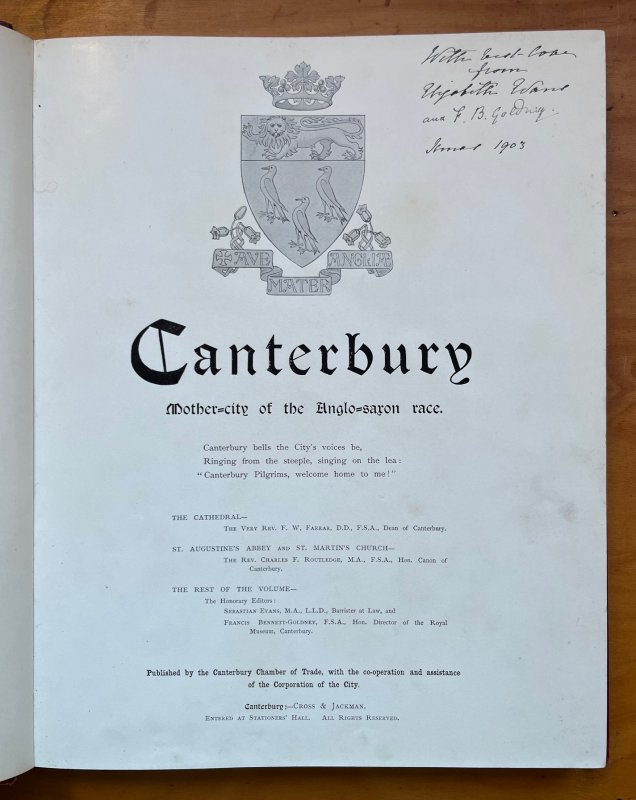 With best love
from
Elizabeth Evans
and F. B. Goldney.
Xmas 1903
✠ AVE MATER ANGLIÆ
Canterbury
Mother=city of the Anglo=saxon race.
Canterbury bells the City's voices be,
Ringing from the steeple, singing on the lea:
"Canterbury Pilgrims, welcome home to me!"
THE CATHEDRAL—
THE VERY REV. F. W. FARRAR, D.D., F.S.A., Dean of Canterbury.
ST. AUGUSTINE'S ABBEY AND ST. MARTIN'S CHURCH—
THE REV. CHARLES F. ROUTLEDGE, M.A., F.S.A., Hon. Canon of
Canterbury.
THE REST OF THE VOLUME—
The Honorary Editors:
SEBASTIAN EVANS, M.A., L.L.D., Barrister at Law, and
FRANCIS BENNETT-GOLDNEY, F.S.A., Hon. Director of the Royal
Museum, Canterbury.
Published by the Canterbury Chamber of Trade, with the co-operation and assistance
of the Corporation of the City.
Canterbury:—CROSS & JACKMAN.
ENTERED AT STATIONERS' HALL. ALL RIGHTS RESERVED.